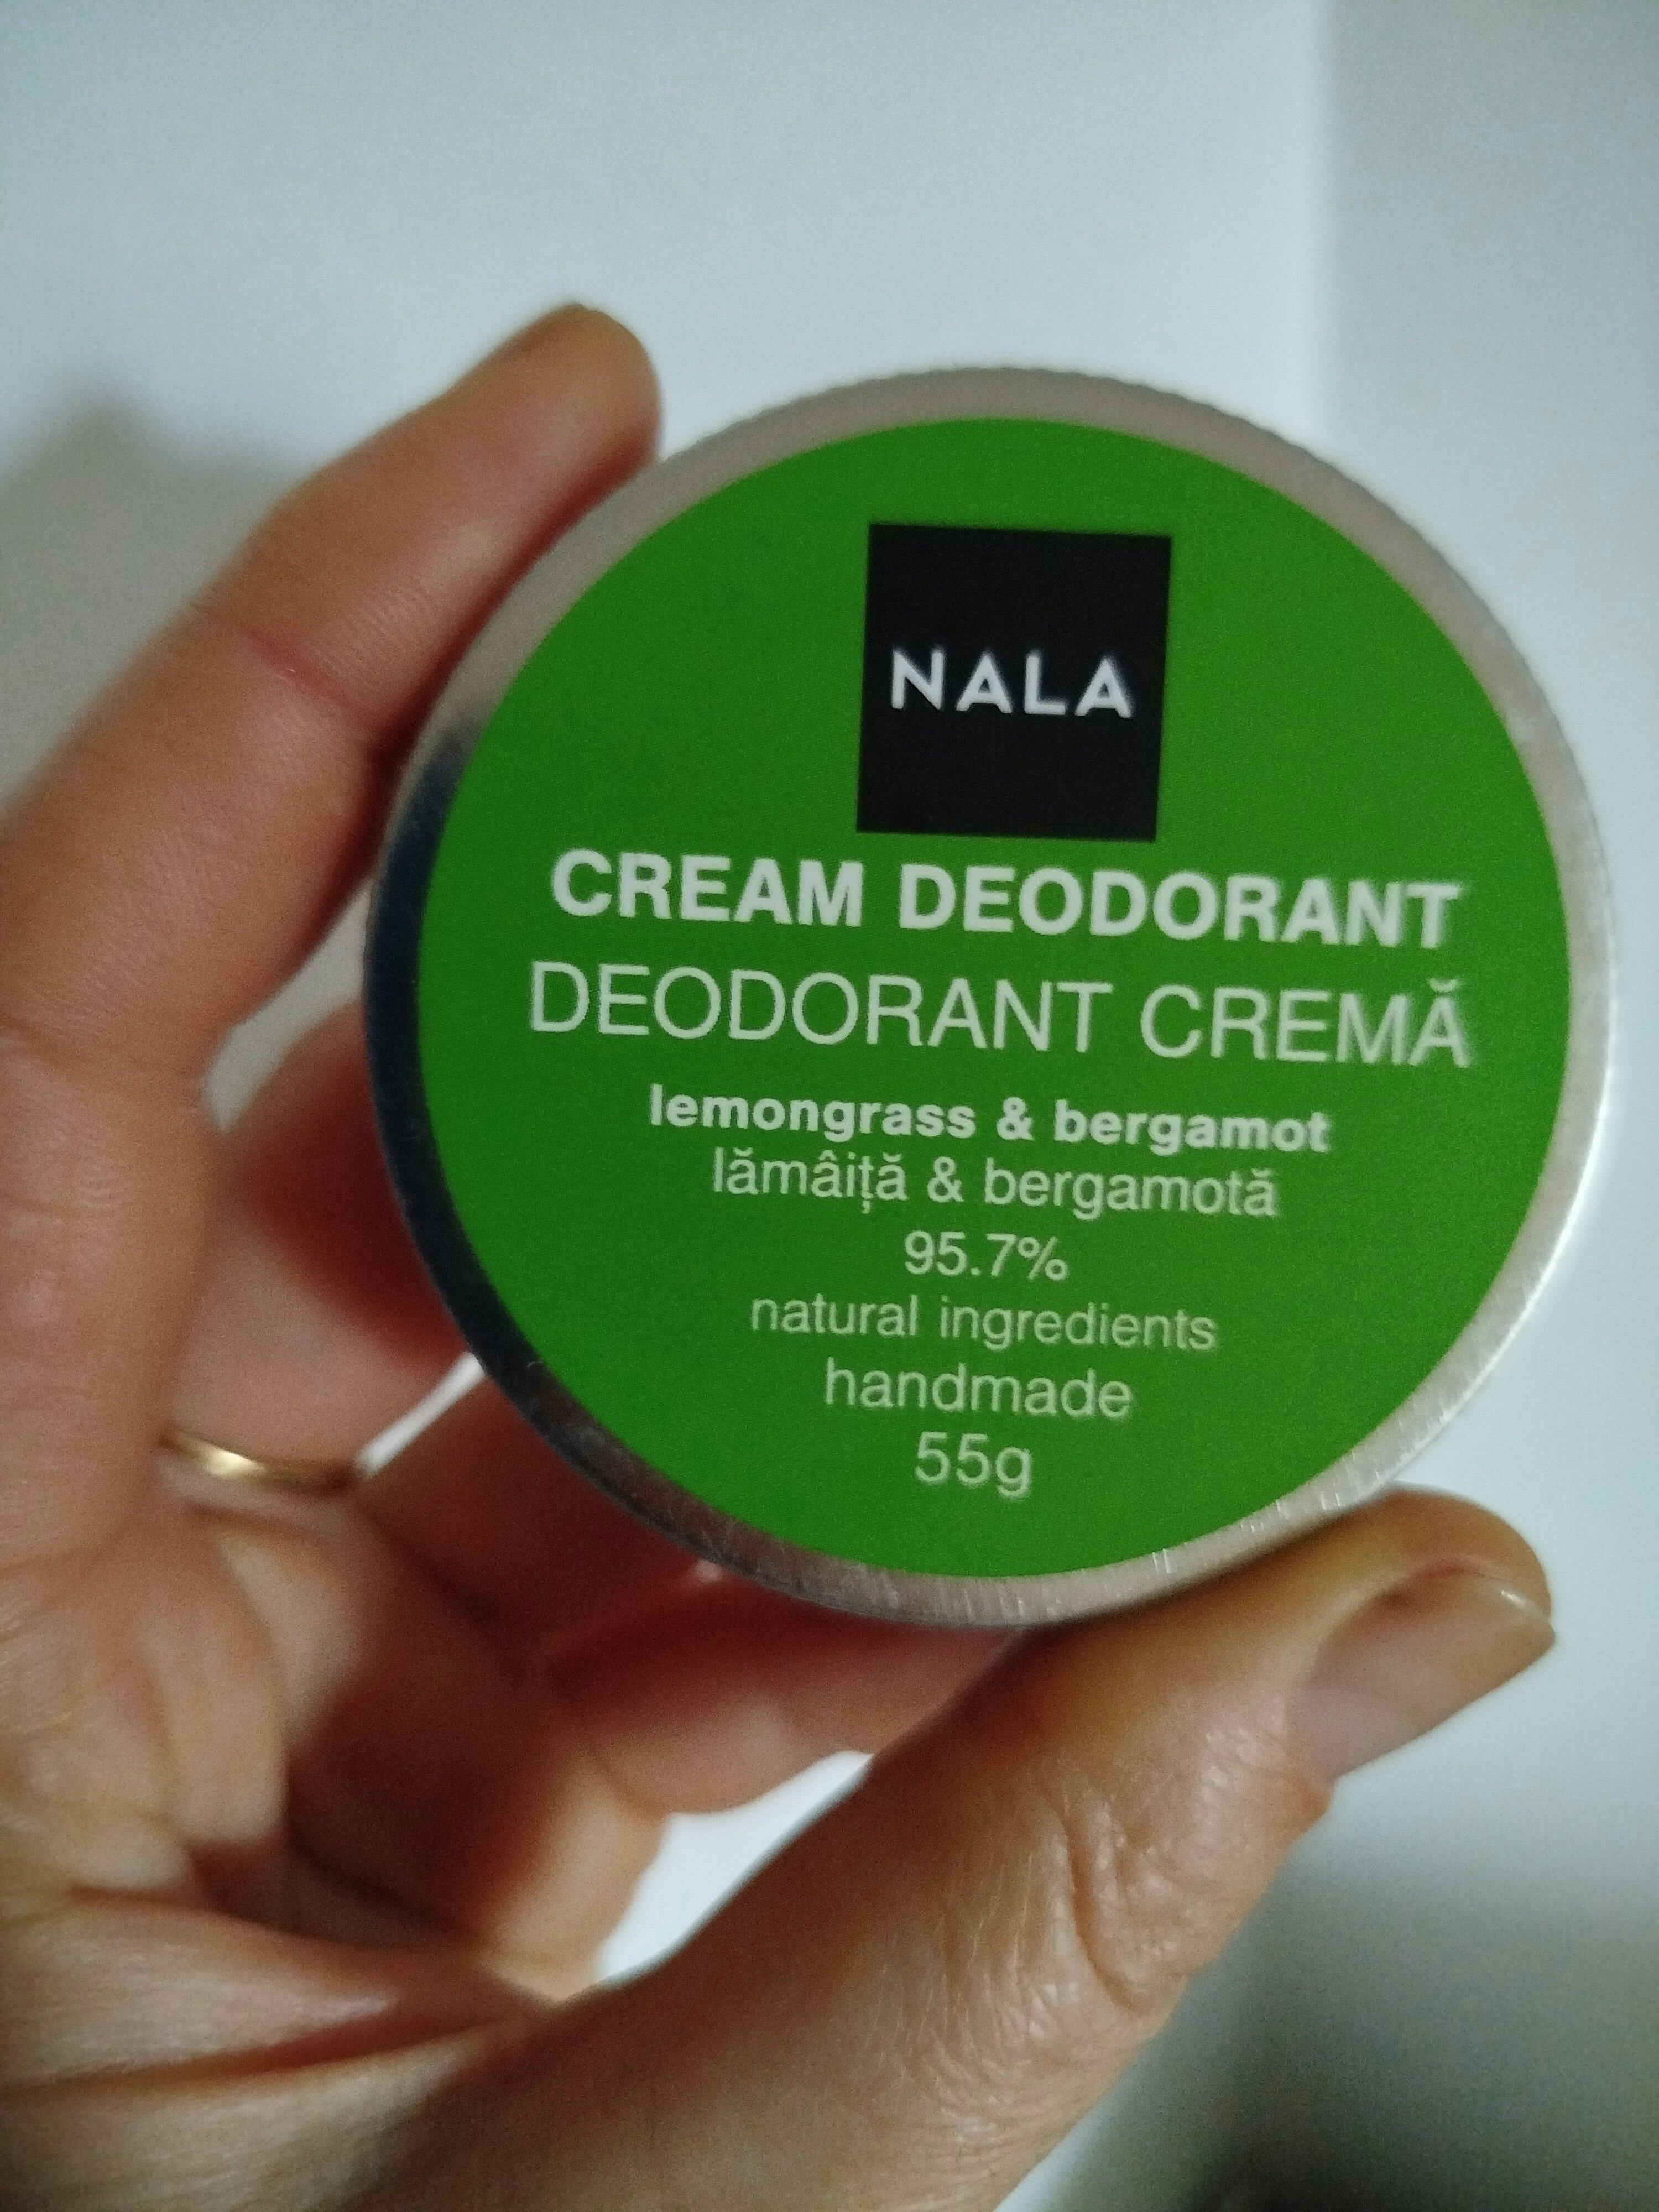 NALA
CREAM DEODORANT
DEODORANT CREMĂ
lemongrass & bergamot
lămâiță & bergamotă
95.7%
natural ingredients
handmade
55g